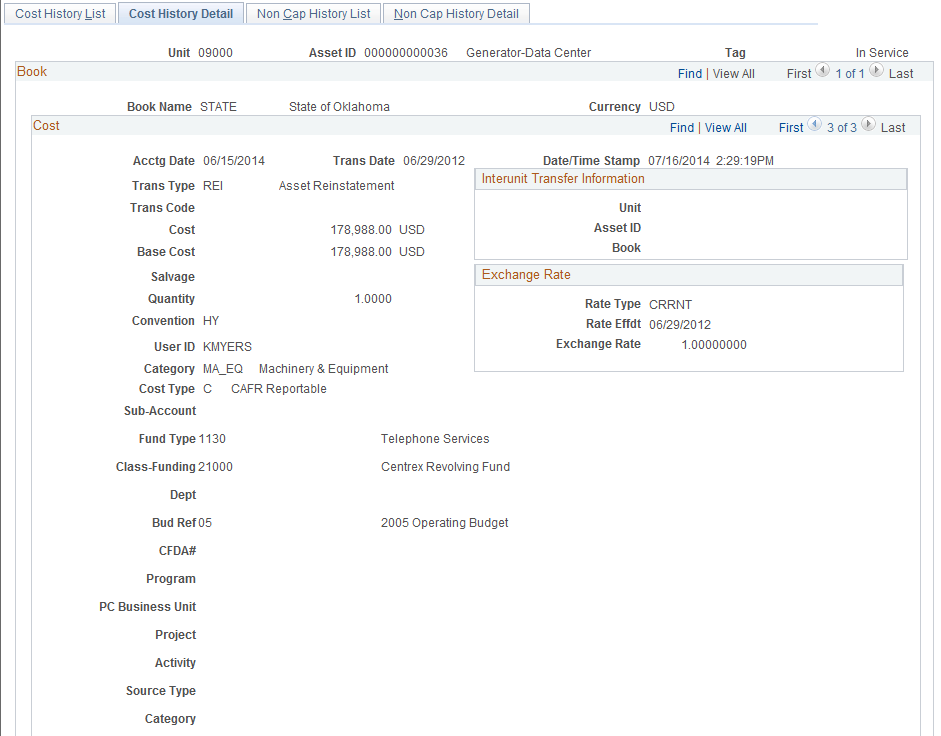 Cost History List Cost History Detail Non Cap History List Non Cap History Detail
Unit 09000 Asset ID 000000000036 Generator-Data Center Tag In Service
Book Find | View All First 1 of 1 Last
Book Name STATE State of Oklahoma Currency USD
Cost Find | View All First 3 of 3 Last
Acctg Date 06/15/2014 Trans Date 06/29/2012 Date/Time Stamp 07/16/2014 2:29:19PM
Trans Type REI Asset Reinstatement Interunit Transfer Information
Trans Code Unit
Cost 178,988.00 USD Asset ID
Base Cost 178,988.00 USD Book
Salvage Exchange Rate
Quantity 1.0000 Rate Type CRRNT
Convention HY Rate Effdt 06/29/2012
User ID KMYERS Exchange Rate 1.00000000
Category MA_EQ Machinery & Equipment
Cost Type C CAFR Reportable
Sub-Account
Fund Type 1130 Telephone Services
Class-Funding 21000 Centrex Revolving Fund
Dept
Bud Ref 05 2005 Operating Budget
CFDA#
Program
PC Business Unit
Project
Activity
Source Type
Category